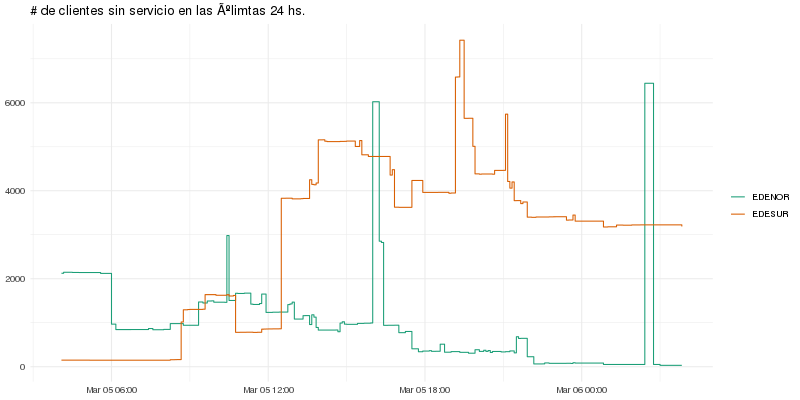 # de clientes sin servicio en las Ãºlimtas 24 hs.
6000
4000
2000
0
EDENOR
EDESUR
Mar 05 06:00
Mar 05 12:00
Mar 05 18:00
Mar 06 00:00